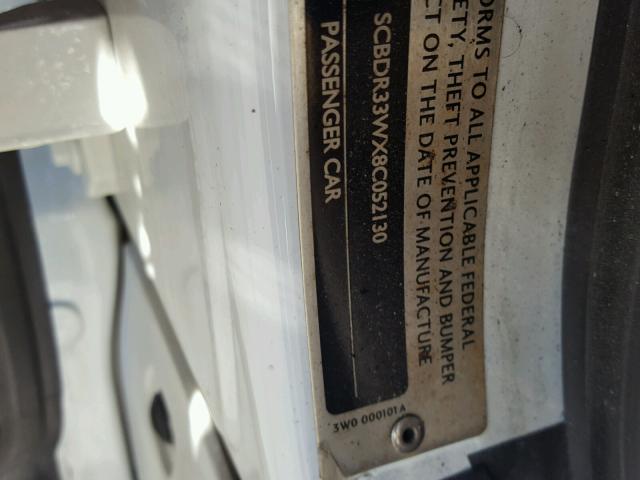 ORMS TO ALL APPLICABLE FEDERAL
ETY, THEFT PREVENTION AND BUMPER
CT ON THE DATE OF MANUFACTURE
SCBDR33WX8C052130
PASSENGER CAR
3W0 000101A